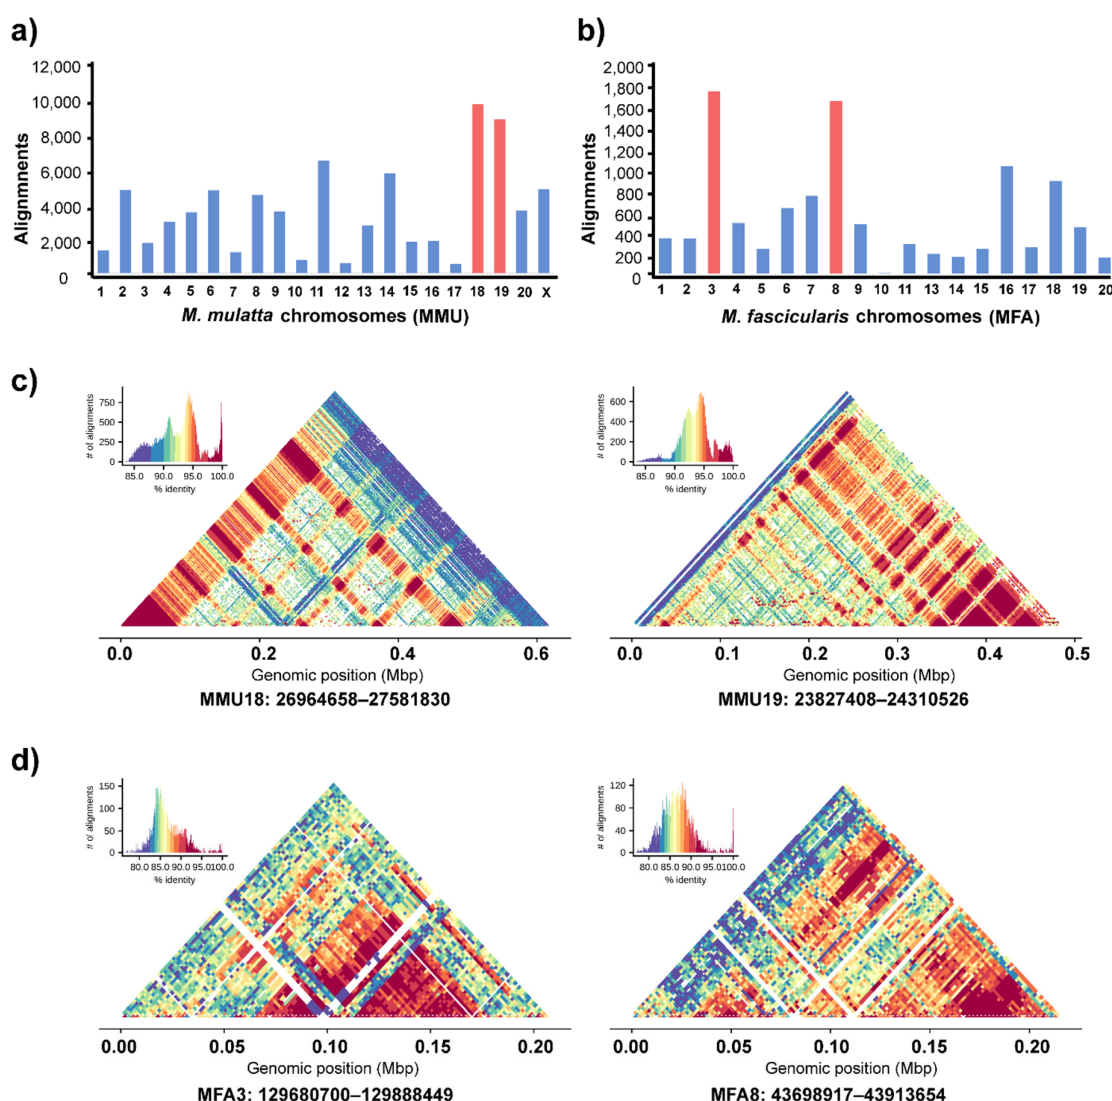 a)
12,000
10,000
8,000
6,000
4,000
2,000
0
Alignmnents
1 2 3 4 5 6 7 8 9 10 11 12 13 14 15 16 17 18 19 20 X
M. mulatta chromosomes (MMU)
b)
2,000
1,800
1,600
1,400
1,200
1,000
800
600
400
200
0
Alignmnents
1 2 3 4 5 6 7 8 9 10 11 13 14 15 16 17 18 19 20
M. fascicularis chromosomes (MFA)
c)
750
500
250
0
# of alignments
85.0 90.0 95.0 100.0
% identity
0.0 0.2 0.4 0.6
Genomic position (Mbp)
MMU18: 26964658–27581830
600
400
200
0
# of alignments
85.0 90.0 95.0 100.0
% identity
0.0 0.1 0.2 0.3 0.4 0.5
Genomic position (Mbp)
MMU19: 23827408–24310526
d)
150
100
50
0
# of alignments
80.0 85.0 90.0 95.0100.0
% identity
0.00 0.05 0.10 0.15 0.20
Genomic position (Mbp)
MFA3: 129680700–129888449
120
80
40
0
# of alignments
80.0 85.0 90.0 95.0100.0
% identity
0.00 0.05 0.10 0.15 0.20
Genomic position (Mbp)
MFA8: 43698917–43913654